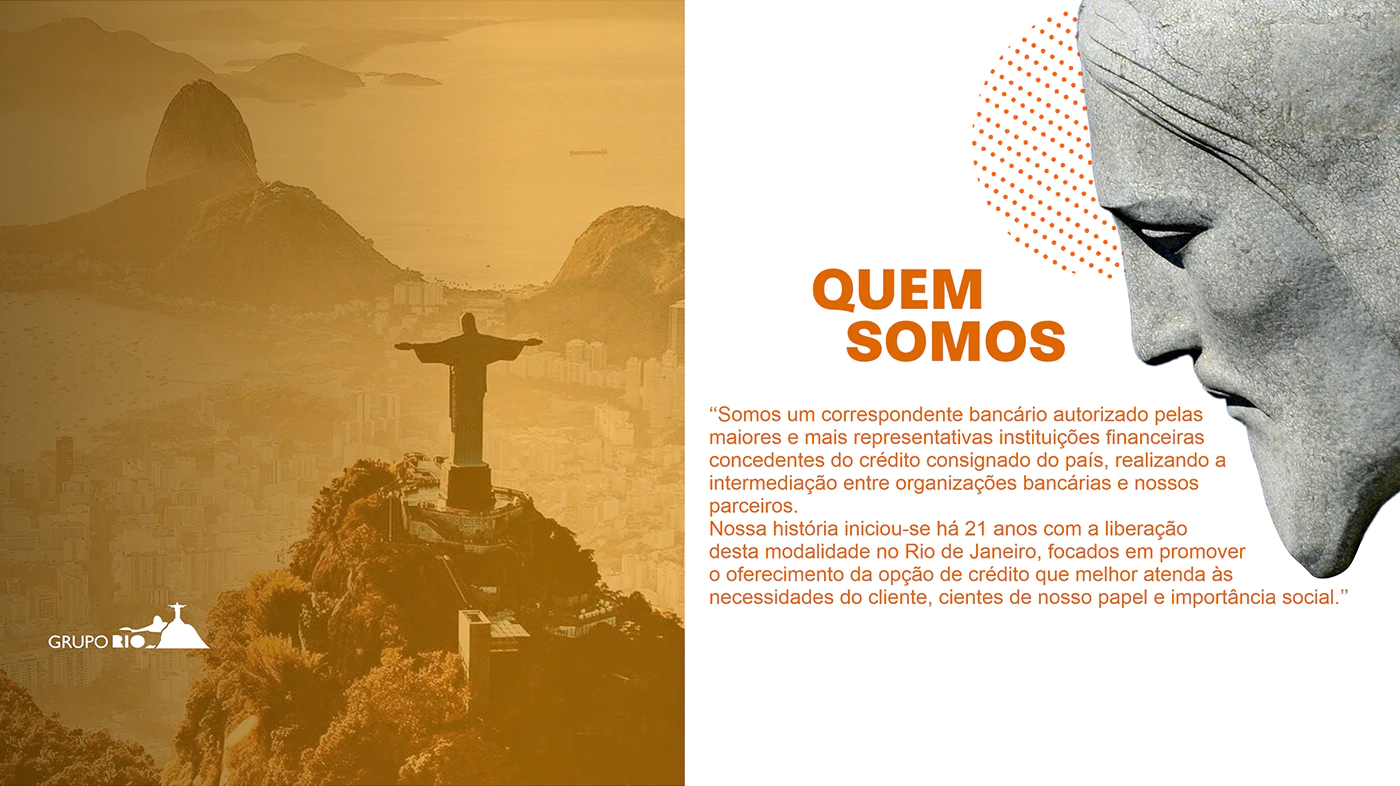 QUEM
SOMOS
“Somos um correspondente bancário autorizado pelas
maiores e mais representativas instituições financeiras
concedentes do crédito consignado do país, realizando a
intermediação entre organizações bancárias e nossos
parceiros.
Nossa história iniciou-se há 21 anos com a liberação
desta modalidade no Rio de Janeiro, focados em promover
o oferecimento da opção de crédito que melhor atenda às
necessidades do cliente, cientes de nosso papel e importância social.”
GRUPO RIO